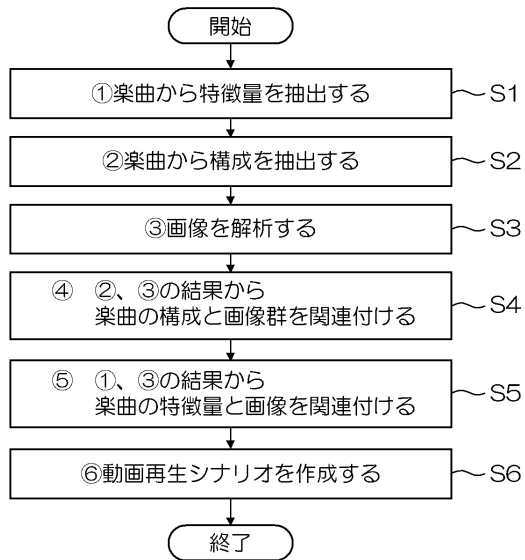 開始
①楽曲から特徴量を抽出する
S1
②楽曲から構成を抽出する
S2
③画像を解析する
S3
④ ②、③の結果から
楽曲の構成と画像群を関連付ける
S4
⑤ ①、③の結果から
楽曲の特徴量と画像を関連付ける
S5
⑥動画再生シナリオを作成する
S6
終了